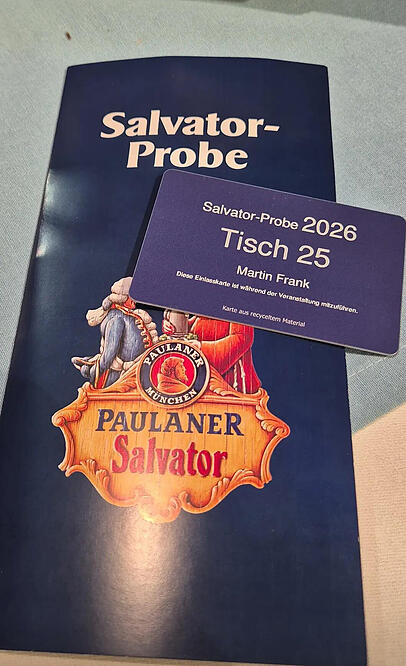 Salvator-
Probe
Salvator-Probe 2026
Tisch 25
Martin Frank
Diese Einlasskarte ist während der Veranstaltung mitzuführen.
Karte aus recyceltem Material
PAULANER
MÜNCHEN
PAULANER
Salvator